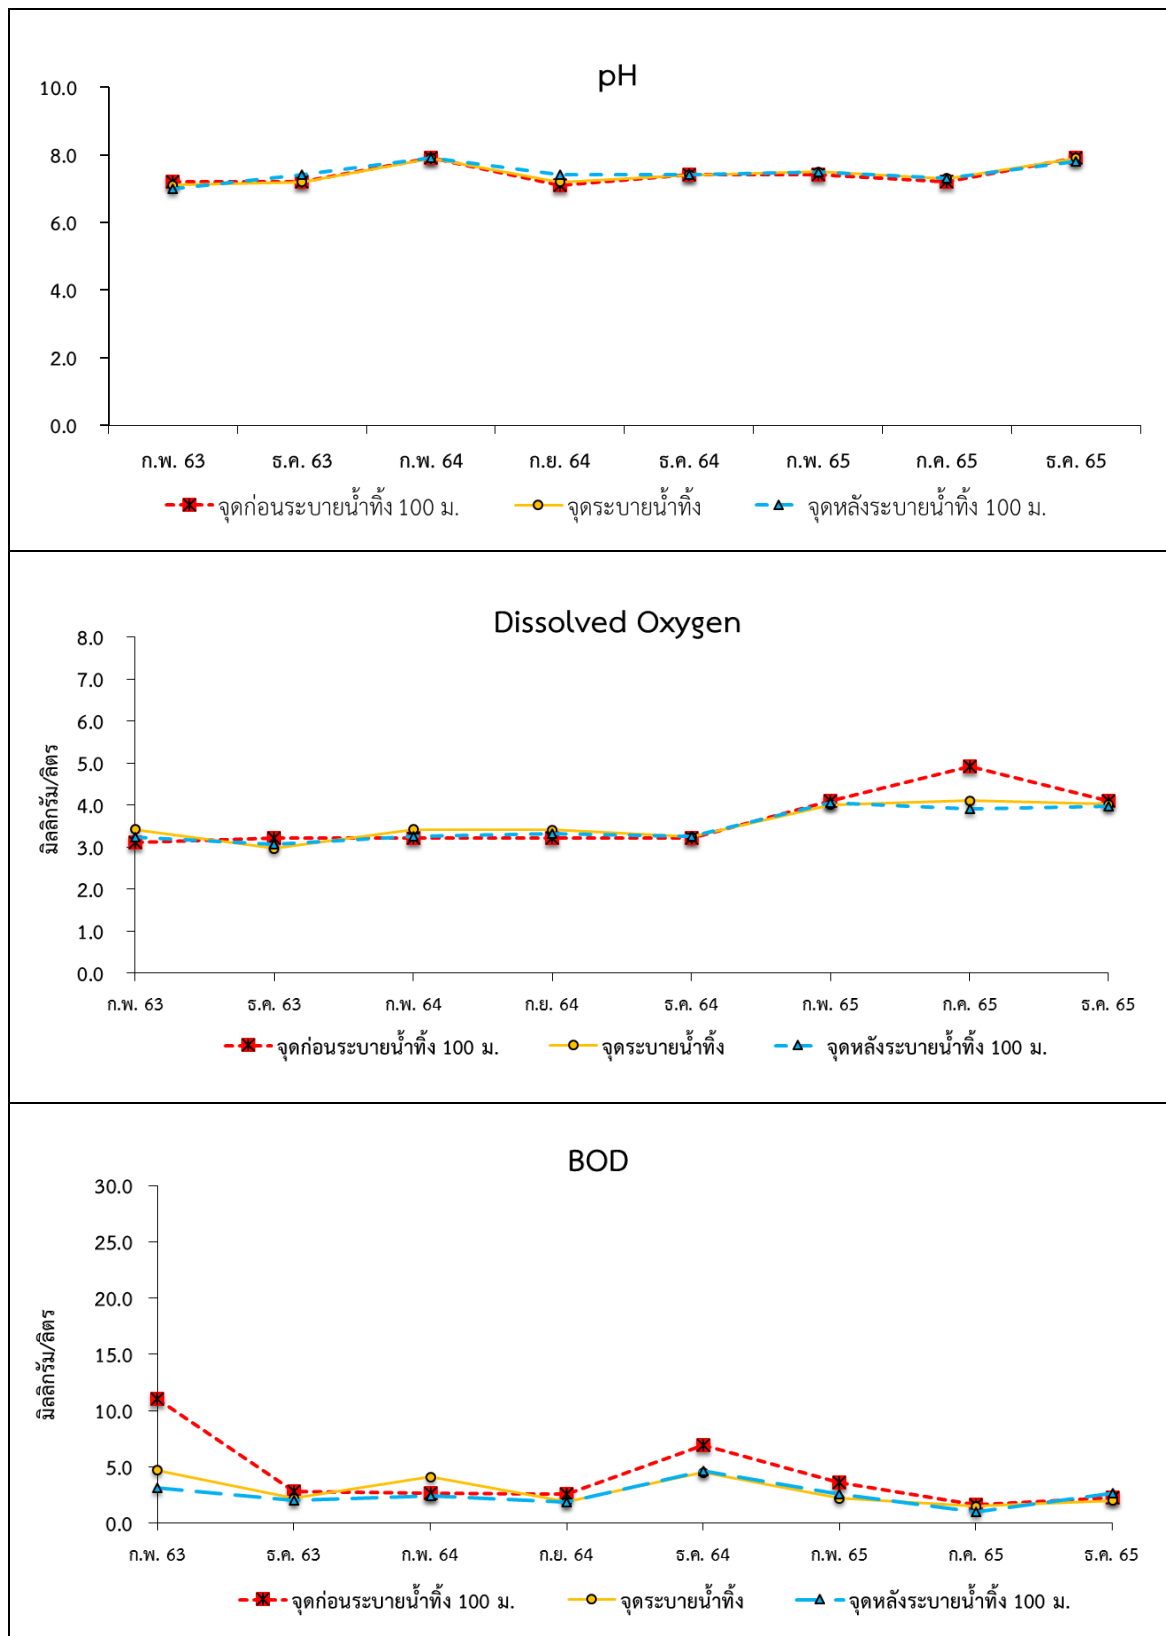 pH
10.0
8.0
6.0
4.0
2.0
0.0
ก.พ. 63 ธ.ค. 63 ก.พ. 64 ก.ย. 64 ธ.ค. 64 ก.พ. 65 ก.ค. 65 ธ.ค. 65
จุดก่อนระบายน้ำทิ้ง 100 ม. จุดระบายน้ำทิ้ง จุดหลังระบายน้ำทิ้ง 100 ม.
Dissolved Oxygen
มิลลิกรัม/ลิตร
8.0
7.0
6.0
5.0
4.0
3.0
2.0
1.0
0.0
ก.พ. 63 ธ.ค. 63 ก.พ. 64 ก.ย. 64 ธ.ค. 64 ก.พ. 65 ก.ค. 65 ธ.ค. 65
จุดก่อนระบายน้ำทิ้ง 100 ม. จุดระบายน้ำทิ้ง จุดหลังระบายน้ำทิ้ง 100 ม.
BOD
มิลลิกรัม/ลิตร
30.0
25.0
20.0
15.0
10.0
5.0
0.0
ก.พ. 63 ธ.ค. 63 ก.พ. 64 ก.ย. 64 ธ.ค. 64 ก.พ. 65 ก.ค. 65 ธ.ค. 65
จุดก่อนระบายน้ำทิ้ง 100 ม. จุดระบายน้ำทิ้ง จุดหลังระบายน้ำทิ้ง 100 ม.